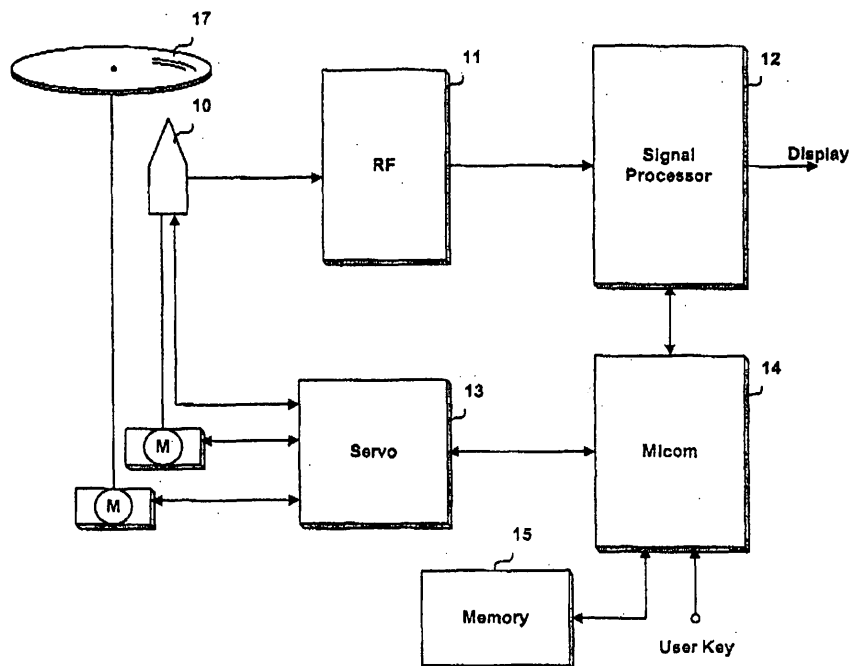 17
10
11
RF
12
Signal
Processor
Display
13
Servo
14
Micom
M
M
15
Memory
User Key